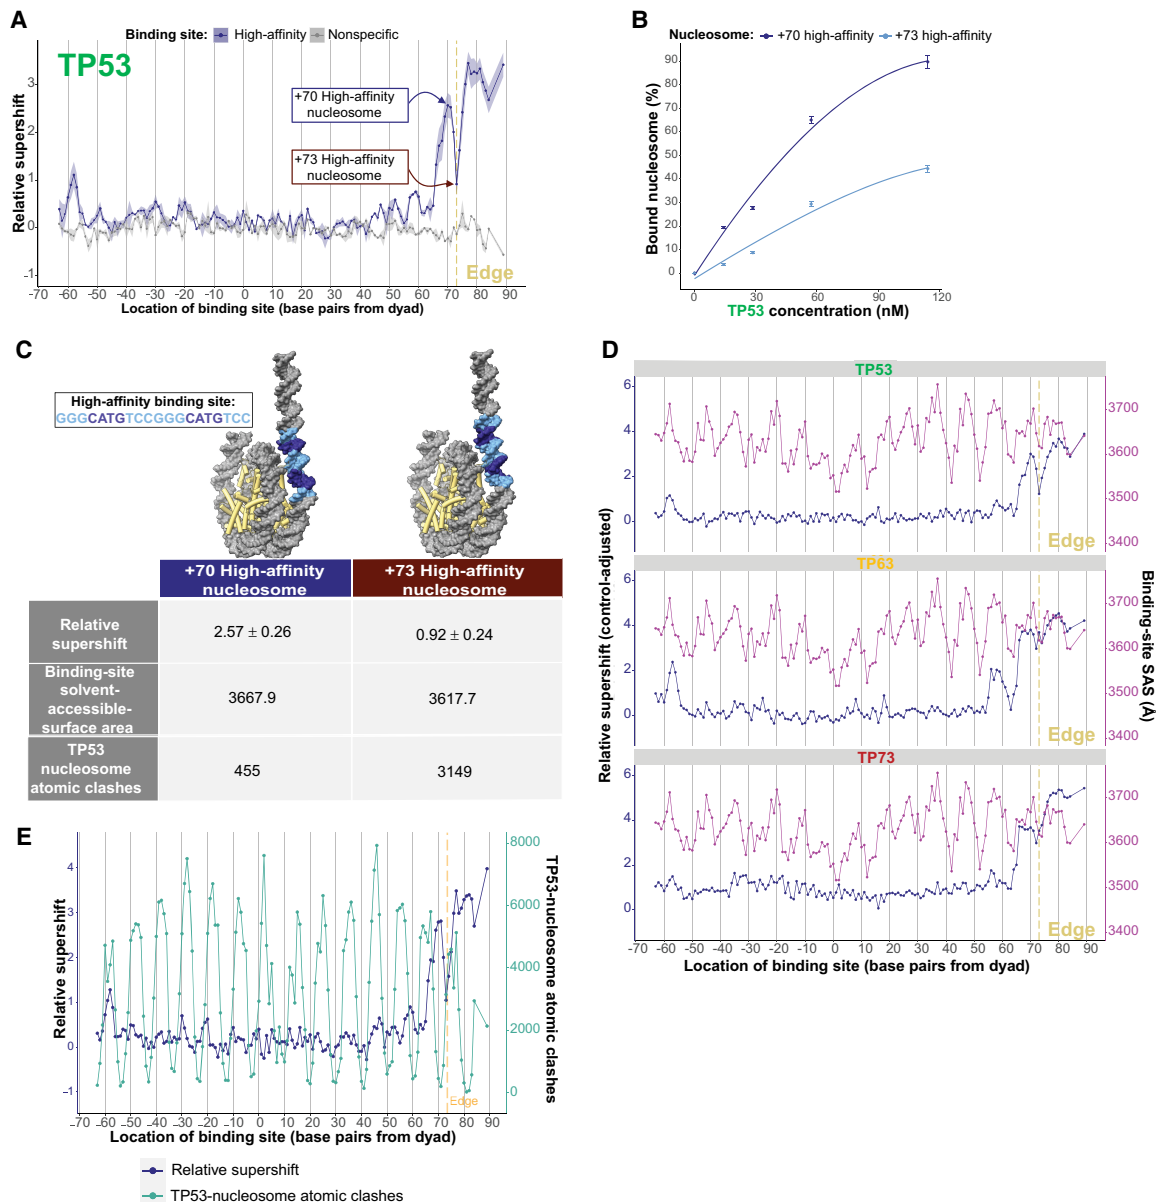 A
Binding site: High-affinity Nonspecific
TP53
Relative supershift
3
2
1
0
−1
+70 High-affinity
nucleosome
+73 High-affinity
nucleosome
Edge
-70 -60 -50 -40 -30 -20 -10 0 10 20 30 40 50 60 70 80 90
Location of binding site (base pairs from dyad)
B
Nucleosome: +70 high-affinity +73 high-affinity
Bound nucleosome (%)
90
80
70
60
50
40
30
20
10
0
0 30 60 90 120
TP53 concentration (nM)
C
High-affinity binding site:
GGGCATGTCCGGGCATGTCC
+70 High-affinity
nucleosome
+73 High-affinity
nucleosome
Relative
supershift
2.57 ± 0.26
0.92 ± 0.24
Binding-site
solvent-
accessible-
surface area
3667.9
3617.7
TP53
nucleosome
atomic clashes
455
3149
D
TP53
6
4
2
0
3700
3600
3500
3400
Edge
TP63
6
4
2
0
3700
3600
3500
3400
Edge
TP73
6
4
2
0
3700
3600
3500
3400
Edge
Relative supershift (control-adjusted)
Binding-site SAS (Å)
-70 -60 -50 -40 -30 -20 -10 0 10 20 30 40 50 60 70 80 90
Location of binding site (base pairs from dyad)
E
Relative supershift
4
3
2
1
0
−1
8000
6000
4000
2000
0
TP53-nucleosome atomic clashes
Edge
−70 −60 −50 −40 −30 −20 −10 0 10 20 30 40 50 60 70 80 90
Location of binding site (base pairs from dyad)
Relative supershift
TP53-nucleosome atomic clashes